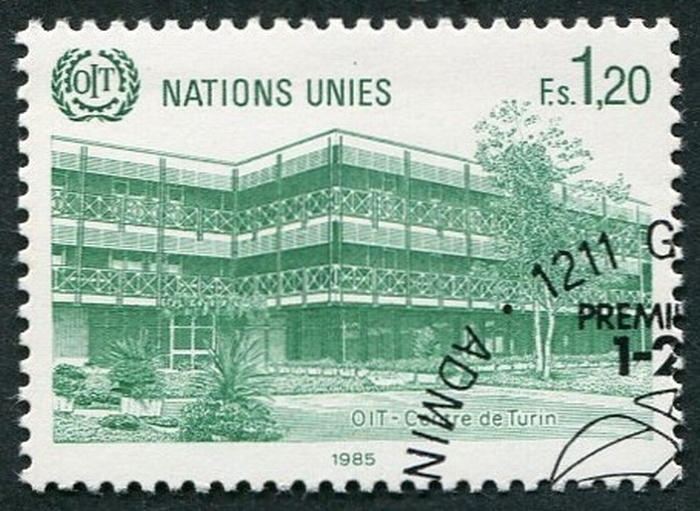 OIT
NATIONS UNIES
F.s.1,20
1211 G
PREMI
1-2
ADMIN
OIT - Centre de Turin
1985